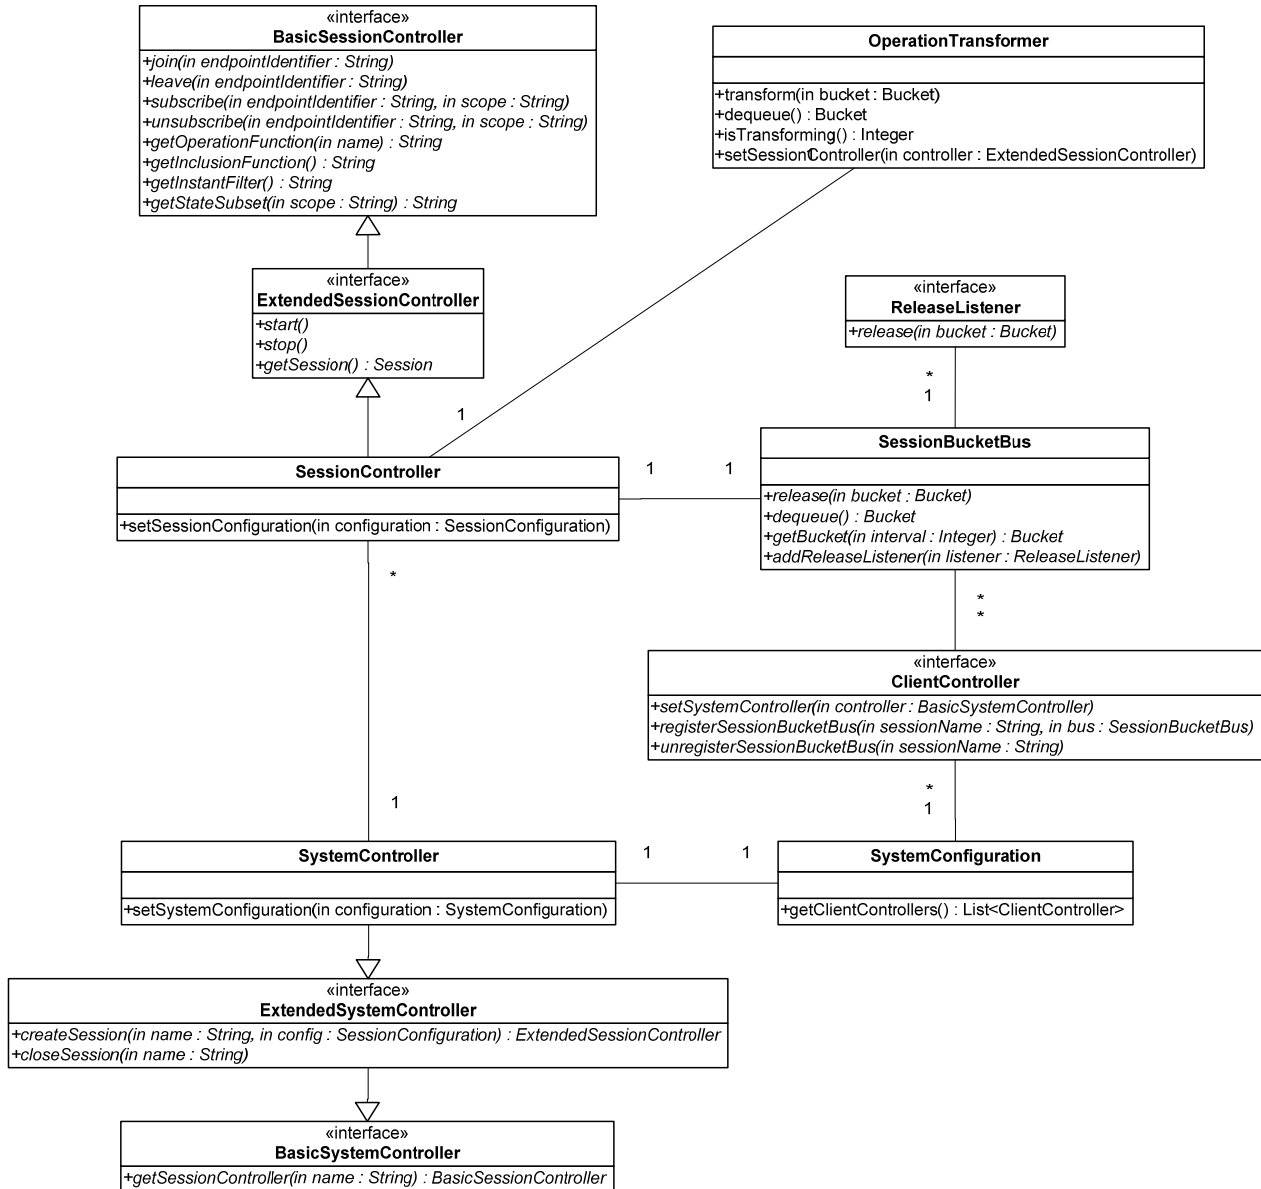 «interface»
BasicSessionController
+join(in endpointIdentifier : String)
+leave(in endpointIdentifier : String)
+subscribe(in endpointIdentifier : String, in scope : String)
+unsubscribe(in endpointIdentifier : String, in scope : String)
+getOperationFunction(in name) : String
+getInclusionFunction() : String
+getInstantFilter() : String
+getStateSubset(in scope : String) : String
OperationTransformer
+transform(in bucket : Bucket)
+dequeue() : Bucket
+isTransforming() : Integer
+setSessionController(in controller : ExtendedSessionController)
1
«interface»
ExtendedSessionController
+start()
+stop()
+getSession() : Session
«interface»
ReleaseListener
+release(in bucket : Bucket)
*
1
1
SessionController
+setSessionConfiguration(in configuration : SessionConfiguration)
1
1
SessionBucketBus
+release(in bucket : Bucket)
+dequeue() : Bucket
+getBucket(in interval : Integer) : Bucket
+addReleaseListener(in listener : ReleaseListener)
*
*
*
«interface»
ClientController
+setSystemController(in controller : BasicSystemController)
+registerSessionBucketBus(in sessionName : String, in bus : SessionBucketBus)
+unregisterSessionBucketBus(in sessionName : String)
*
1
1
SystemController
+setSystemConfiguration(in configuration : SystemConfiguration)
1
1
SystemConfiguration
+getClientControllers() : List<ClientController>
«interface»
ExtendedSystemController
+createSession(in name : String, in config : SessionConfiguration) : ExtendedSessionController
+closeSession(in name : String)
«interface»
BasicSystemController
+getSessionController(in name : String) : BasicSessionController